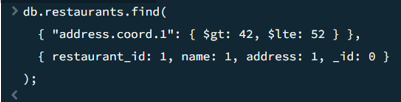 > db.restaurants.find(
{ "address.coord.1": { $gt: 42, $lte: 52 } },
{ restaurant_id: 1, name: 1, address: 1, _id: 0 }
);
<